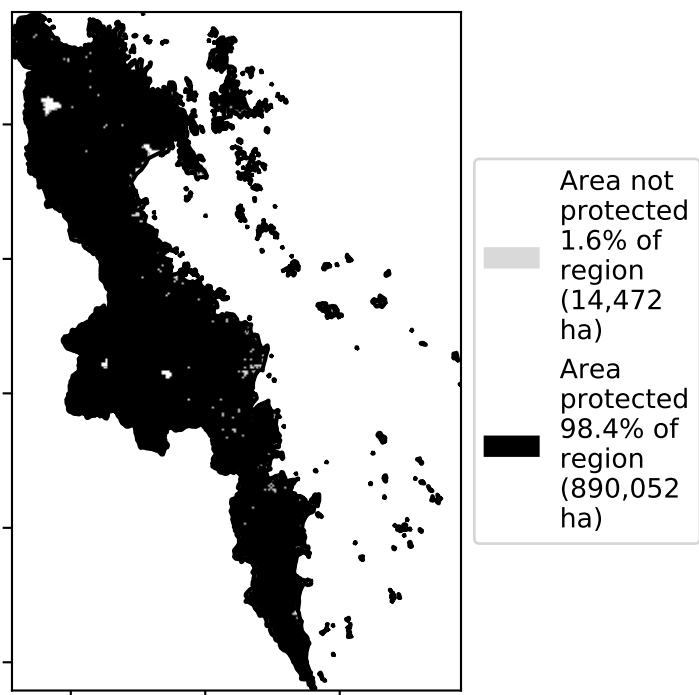 Area not
protected
1.6% of
region
(14,472
ha)
Area
protected
98.4% of
region
(890,052
ha)